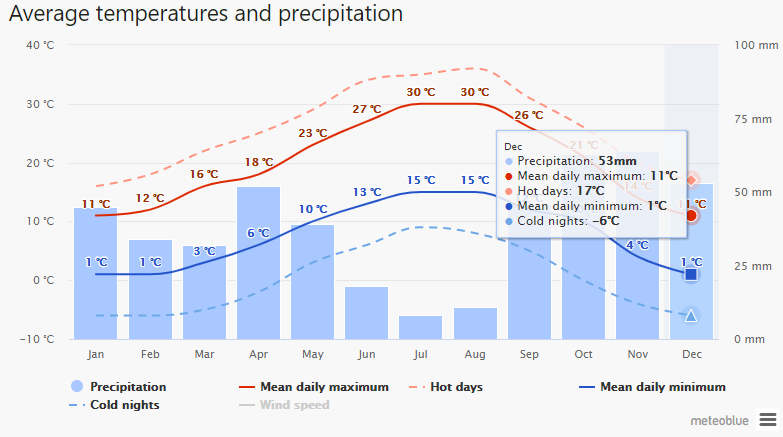 Average temperatures and precipitation
40 °C
30 °C
20 °C
10 °C
0 °C
−10 °C
100 mm
75 mm
50 mm
25 mm
0 mm
11 °C
12 °C
16 °C
18 °C
23 °C
27 °C
30 °C
30 °C
26 °C
21 °C
14 °C
11 °C
1 °C
1 °C
3 °C
6 °C
10 °C
13 °C
15 °C
15 °C
4 °C
1 °C
Dec
Precipitation: 53mm
Mean daily maximum: 11°C
Hot days: 17°C
Mean daily minimum: 1°C
Cold nights: −6°C
Jan Feb Mar Apr May Jun Jul Aug Sep Oct Nov Dec
Precipitation Mean daily maximum Hot days Mean daily minimum
Cold nights Wind speed
meteoblue